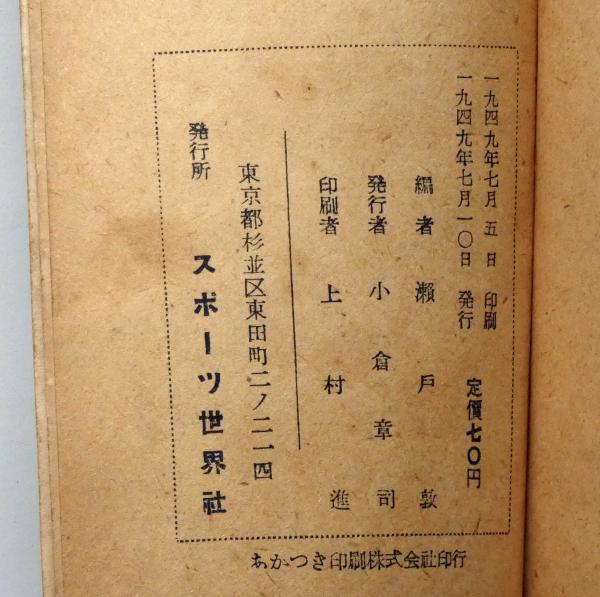 一九四九年七月 五 日 印刷
一九四九年七月一〇日 発行
定價七〇円
編者 瀬戸 敦
発行者 小倉章司
印刷者 上村 進
東京都杉並区東田町二ノ二一四
発行所 スポーツ世界社
あかつき印刷株式会社印行